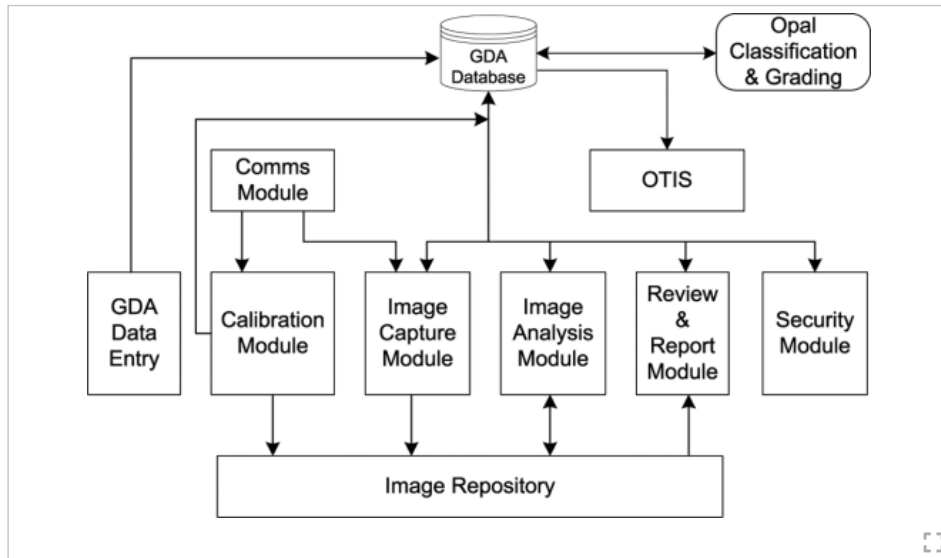 GDA
Database
Opal
Classification
& Grading
OTIS
Comms
Module
GDA
Data
Entry
Calibration
Module
Image
Capture
Module
Image
Analysis
Module
Review
&
Report
Module
Security
Module
Image Repository